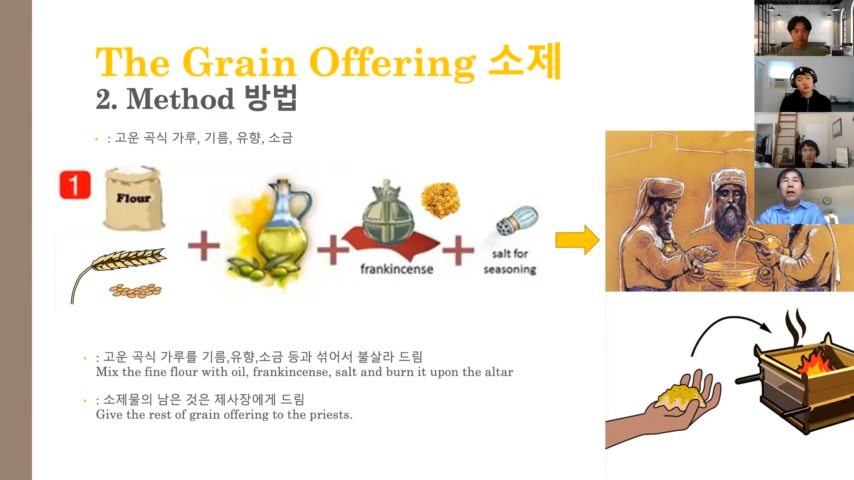 The Grain Offering 소제
2. Method 방법
: 고운 곡식 가루, 기름, 유향, 소금
1
Flour
frankincense
salt for
seasoning
: 고운 곡식 가루를 기름,유향,소금 등과 섞어서 불살라 드림
Mix the fine flour with oil, frankincense, salt and burn it upon the altar
: 소제물의 남은 것은 제사장에게 드림
Give the rest of grain offering to the priests.